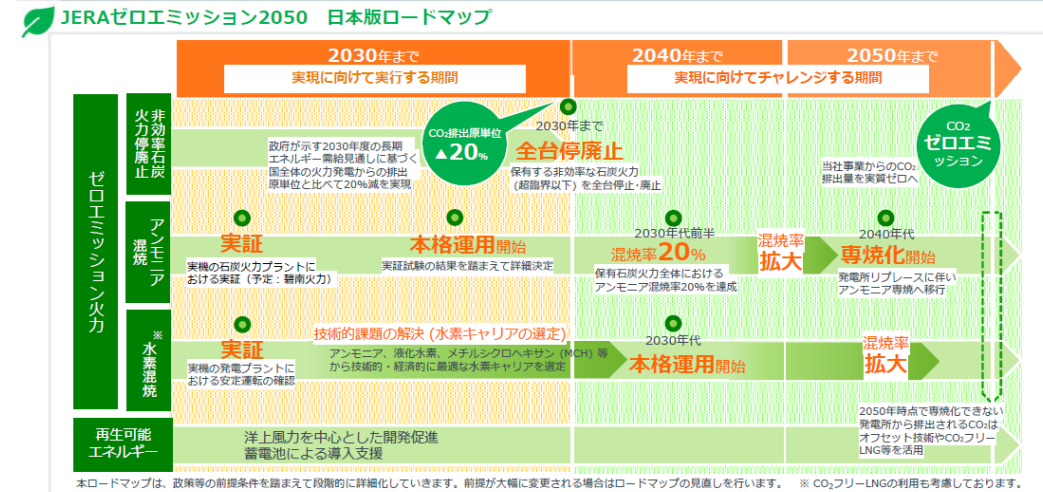 JERAゼロエミッション2050　日本版ロードマップ
2030年まで
実現に向けて実行する期間
2040年まで
2050年まで
実現に向けてチャレンジする期間
ゼロエミッション火力
非効率石炭
火力停廃止
政府が示す2030年度の長期
エネルギー需給見通しに基づく
国全体の火力発電からの排出
原単位と比べて20%減を実現
CO₂排出原単位
▲20%
2030年まで
全台停廃止
保有する非効率な石炭火力
(超臨界以下) を全台停止・廃止
当社事業からのCO₂
排出量を実質ゼロへ
CO₂
ゼロエミ
ッション
アンモニア
混焼
実証
実機の石炭火力プラントに
おける実証（予定：碧南火力）
本格運用開始
実証試験の結果を踏まえて詳細決定
2030年代前半
混焼率20%
保有石炭火力全体における
アンモニア混焼率20%を達成
混焼率
拡大
2040年代
専焼化開始
発電所リプレースに伴い
アンモニア専焼へ移行
※
水素混焼
実証
実機の発電プラントに
おける安定運転の確認
技術的課題の解決 (水素キャリアの選定)
アンモニア、液化水素、メチルシクロヘキサン (MCH) 等
から技術的・経済的に最適な水素キャリアを選定
2030年代
本格運用開始
混焼率
拡大
2050年時点で専焼化できない
発電所から排出されるCO₂は
オフセット技術やCO₂フリー
LNG等を活用
再生可能
エネルギー
洋上風力を中心とした開発促進
蓄電池による導入支援
本ロードマップは、政策等の前提条件を踏まえて段階的に詳細化していきます。前提が大幅に変更される場合はロードマップの見直しを行います。　※ CO₂フリーLNGの利用も考慮しております。